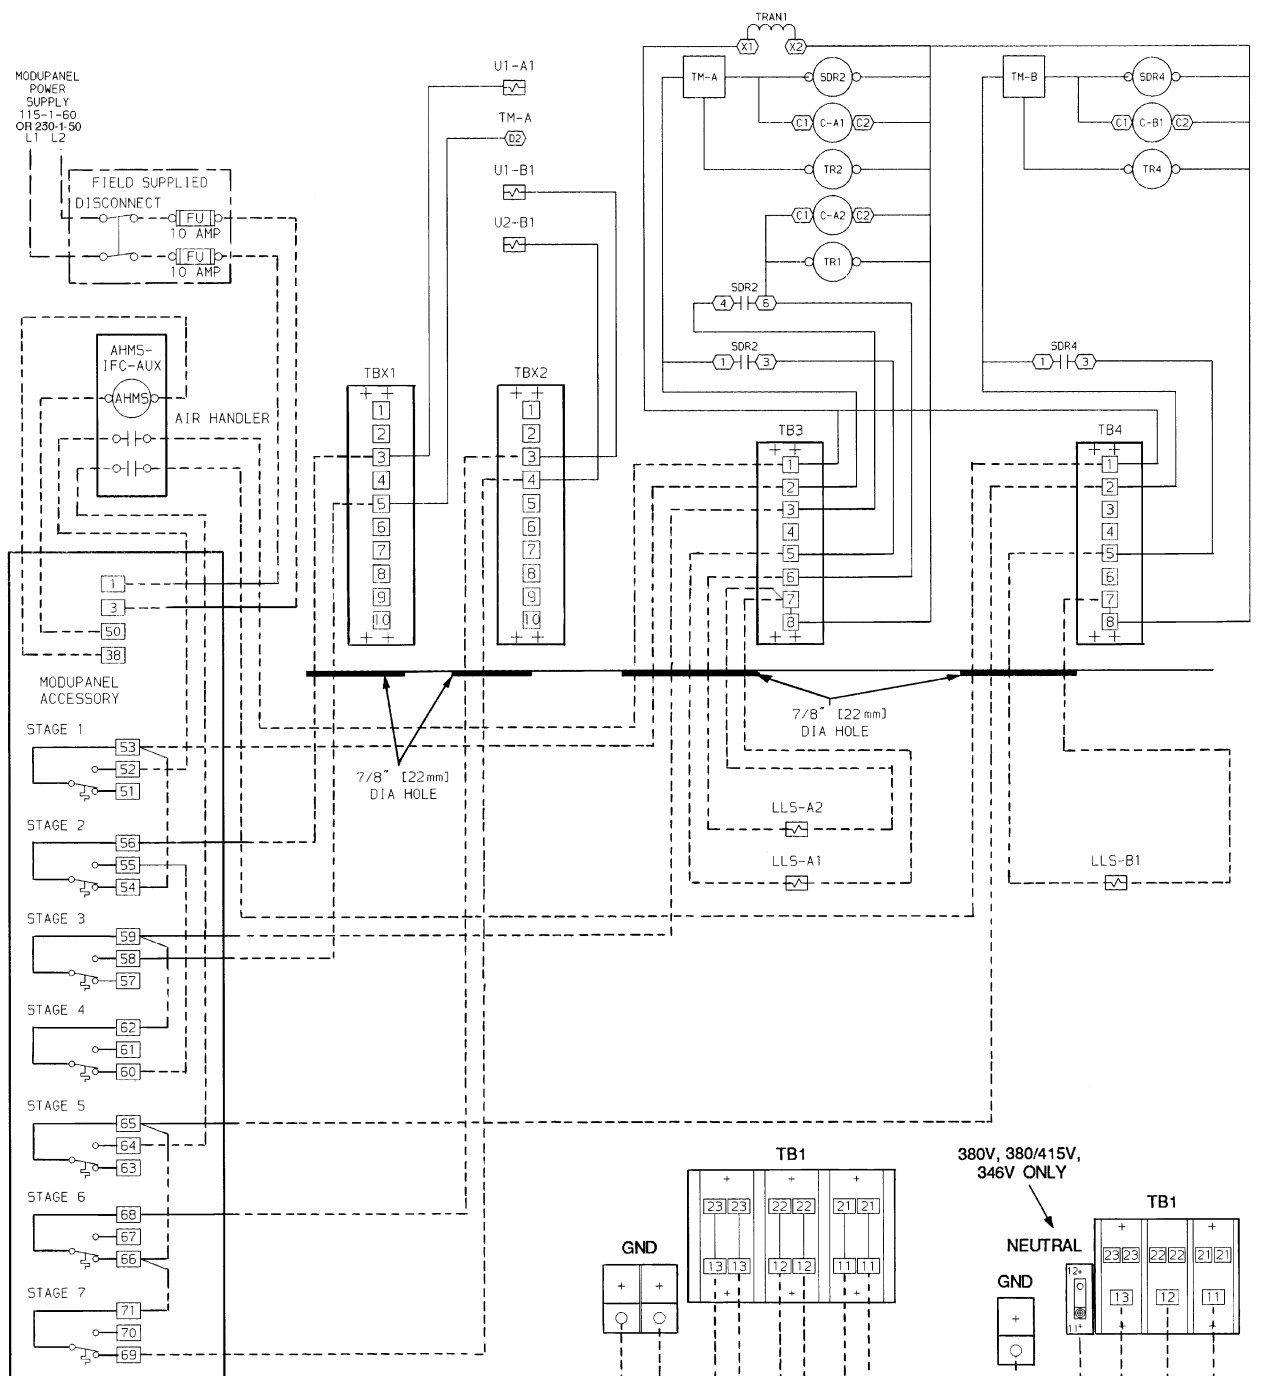 TRAN1
X1 X2
MODUPANEL
POWER
SUPPLY
115-1-60
OR 230-1-50
L1 L2
FIELD SUPPLIED
DISCONNECT
FU
10 AMP
FU
10 AMP
U1-A1
TM-A
D2
U1-B1
U2-B1
TM-A
SDR2
C1 C-A1 C2
TR2
C1 C-A2 C2
TR1
SDR2
4 6
SDR2
1 3
TM-B
SDR4
C1 C-B1 C2
TR4
SDR4
1 3
AHMS-
IFC-AUX
AHMS
AIR HANDLER
TBX1
1
2
3
4
5
6
7
8
9
10
TBX2
1
2
3
4
5
6
7
8
9
10
TB3
1
2
3
4
5
6
7
8
TB4
1
2
3
4
5
6
7
8
1
3
50
38
MODUPANEL
ACCESSORY
7/8" [22mm]
DIA HOLE
7/8" [22mm]
DIA HOLE
STAGE 1
53
52
51
STAGE 2
56
55
54
STAGE 3
59
58
57
STAGE 4
62
61
60
STAGE 5
65
64
63
STAGE 6
68
67
66
STAGE 7
71
70
69
LLS-A2
LLS-A1
LLS-B1
TB1
23 23 22 22 21 21
13 13 12 12 11 11
GND
380V, 380/415V,
346V ONLY
NEUTRAL
GND
12
11
TB1
23 23 22 22 21 21
13 12 11